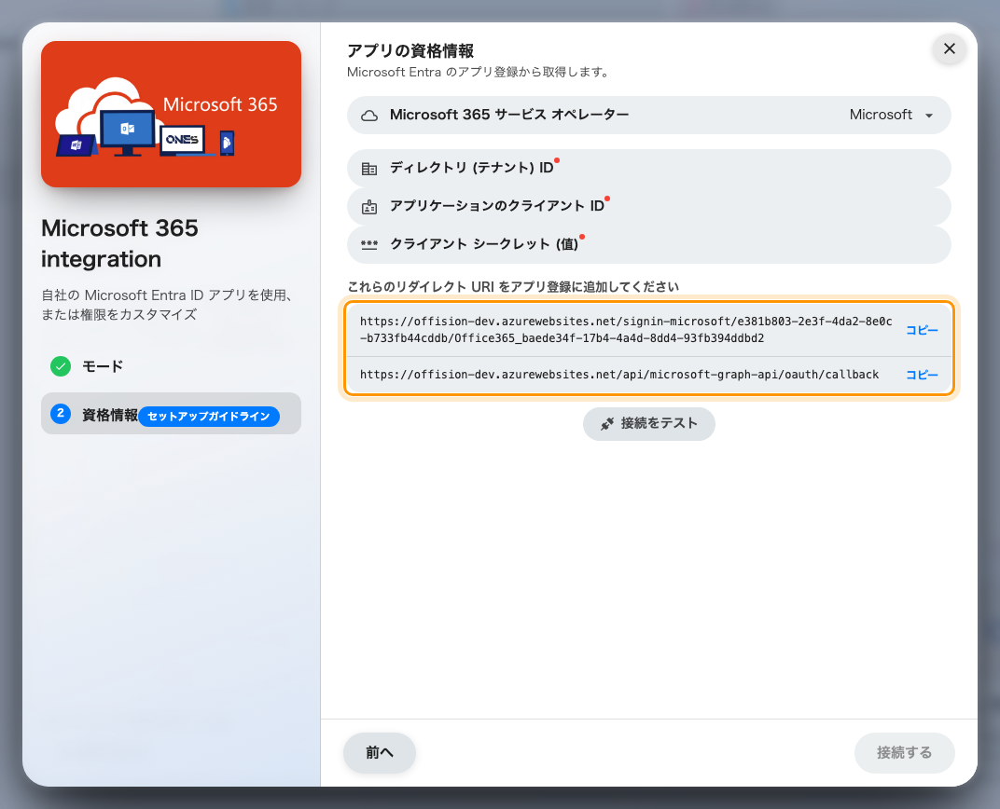 Microsoft 365
ONES
Microsoft 365
integration
自社の Microsoft Entra ID アプリを使用、
または権限をカスタマイズ
モード
2
資格情報
セットアップガイドライン
アプリの資格情報
Microsoft Entra のアプリ登録から取得します。
Microsoft 365 サービス オペレーター
Microsoft
ディレクトリ (テナント) ID
アプリケーションのクライアント ID
クライアント シークレット (值)
これらのリダイレクト URI をアプリ登録に追加してください
https://offision-dev.azurewebsites.net/signin-microsoft/e381b803-2e3f-4da2-8e0c
-b733fb44cddb/Office365_baede34f-17b4-4a4d-8dd4-93fb394ddbd2
コピー
https://offision-dev.azurewebsites.net/api/microsoft-graph-api/oauth/callback
コピー
接続をテスト
前へ
接続する